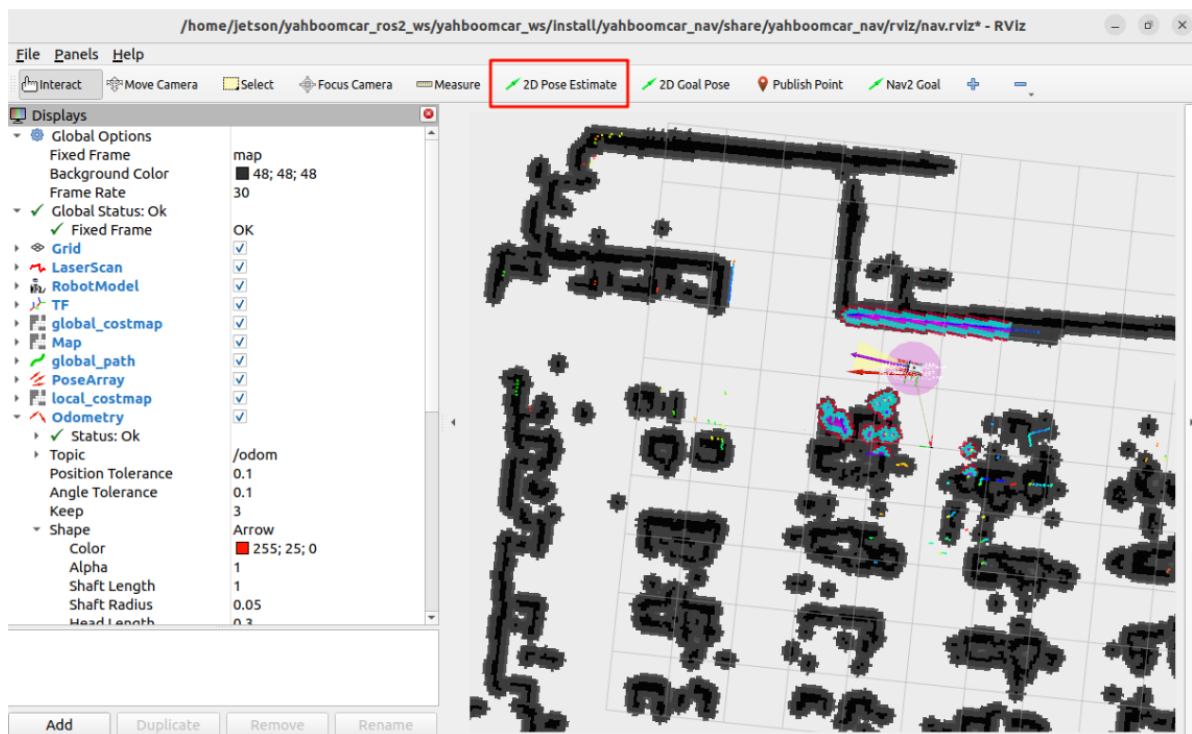 /home/jetson/yahboomcar_ros2_ws/yahboomcar_ws/install/yahboomcar_nav/share/yahboomcar_nav/rviz/nav.rviz* - RViz
File Panels Help
Interact Move Camera Select Focus Camera Measure 2D Pose Estimate 2D Goal Pose Publish Point Nav2 Goal
Displays
Global Options
Fixed Frame map
Background Color 48; 48; 48
Frame Rate 30
Global Status: Ok
Fixed Frame OK
Grid
LaserScan
RobotModel
TF
global_costmap
Map
global_path
PoseArray
local_costmap
Odometry
Status: Ok
Topic /odom
Position Tolerance 0.1
Angle Tolerance 0.1
Keep 3
Shape Arrow
Color 255; 25; 0
Alpha 1
Shaft Length 1
Shaft Radius 0.05
Head Length 0.3
Add Duplicate Remove Rename